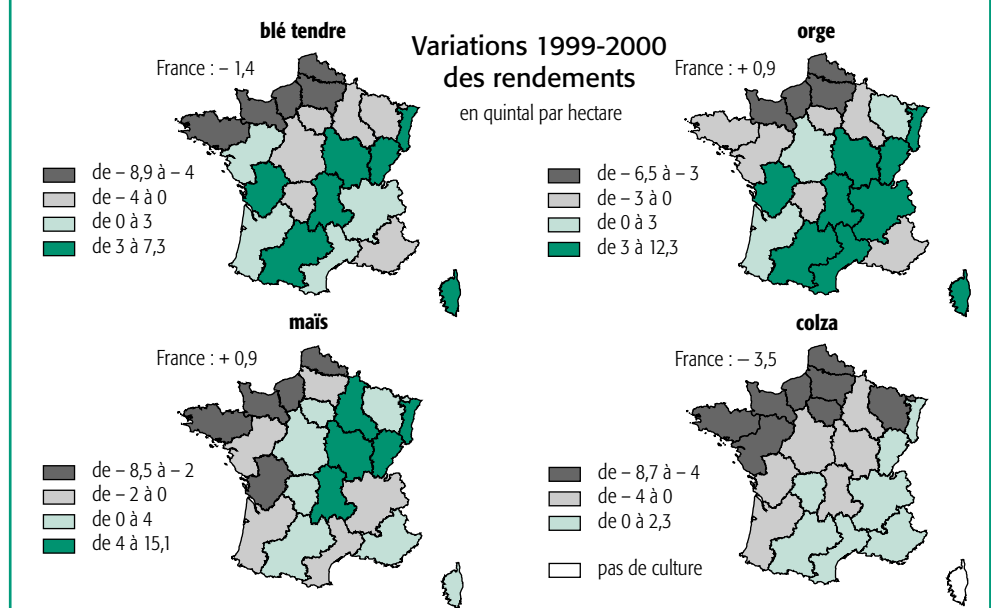 Variations 1999-2000
des rendements
en quintal par hectare
blé tendre
France : – 1,4
de – 8,9 à – 4
de – 4 à 0
de 0 à 3
de 3 à 7,3
orge
France : + 0,9
de – 6,5 à – 3
de – 3 à 0
de 0 à 3
de 3 à 12,3
maïs
France : + 0,9
de – 8,5 à – 2
de – 2 à 0
de 0 à 4
de 4 à 15,1
colza
France : – 3,5
de – 8,7 à – 4
de – 4 à 0
de 0 à 2,3
pas de culture